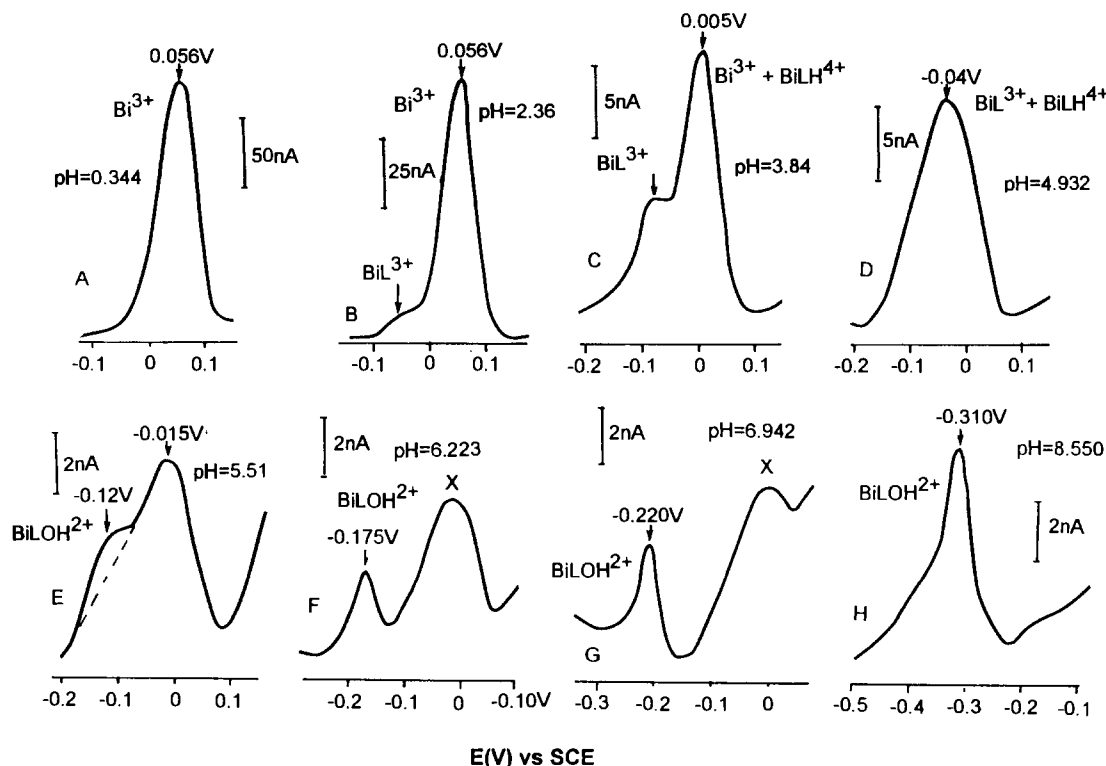 0.056V
Bi3+
pH=0.344
50nA
A
-0.1 0 0.1
0.056V
Bi3+
pH=2.36
25nA
BiL3+
B
-0.1 0 0.1
0.005V
Bi3+ + BiLH4+
5nA
BiL3+
pH=3.84
C
-0.2 -0.1 0 0.1
-0.04V
BiL3+ + BiLH4+
5nA
pH=4.932
D
-0.2 -0.1 0 0.1
-0.015V
2nA
pH=5.51
-0.12V
BiLOH2+
E
-0.2 -0.1 0 0.1
2nA
pH=6.223
X
BiLOH2+
-0.175V
F
-0.2 -0.1 0 -0.10V
2nA
pH=6.942
X
-0.220V
BiLOH2+
G
-0.3 -0.2 -0.1 0
-0.310V
pH=8.550
BiLOH2+
2nA
H
-0.5 -0.4 -0.3 -0.2 -0.1
E(V) vs SCE